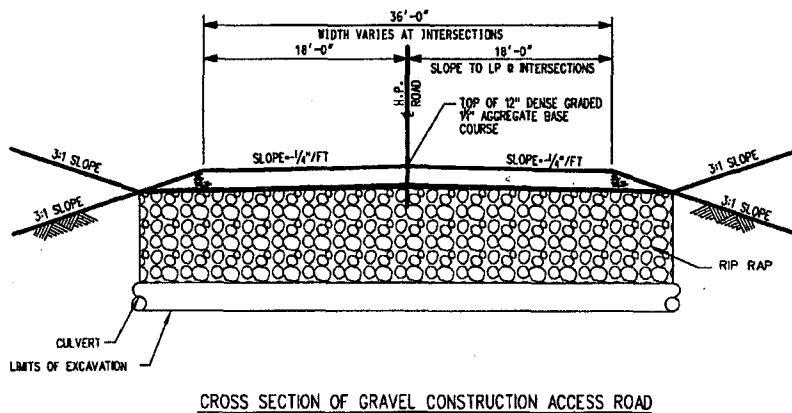 36'-0"
WIDTH VARIES AT INTERSECTIONS
18'-0"
18'-0"
SLOPE TO LP @ INTERSECTIONS
H.P.
ROAD
TOP OF 12" DENSE GRADED
1¼" AGGREGATE BASE
COURSE
SLOPE=-1/4"/FT
SLOPE=-1/4"/FT
3:1 SLOPE
3:1 SLOPE
3:1 SLOPE
3:1 SLOPE
RIP RAP
CULVERT
LIMITS OF EXCAVATION
CROSS SECTION OF GRAVEL CONSTRUCTION ACCESS ROAD